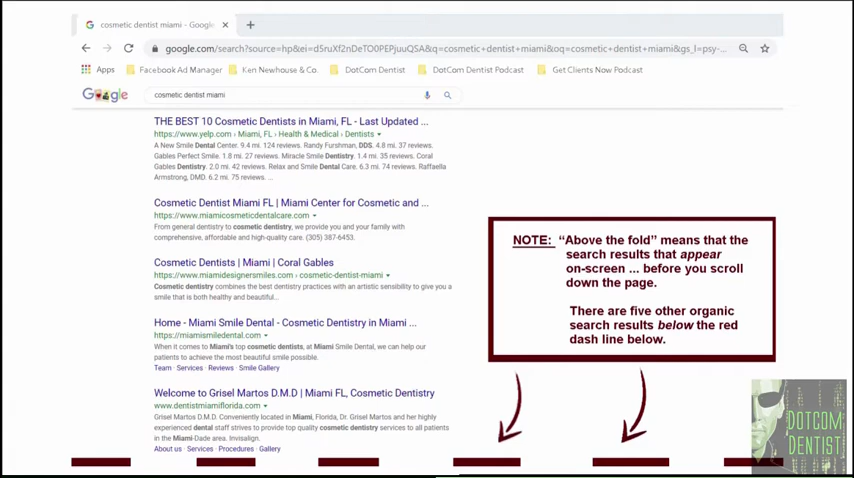 cosmetic dentist miami - Google
google.com/search?source=hp&ei=d5ruXf2nDeTO0PEPjuuQSA&q=cosmetic+dentist+miami&oq=cosmetic+dentist+miami&gs_l=psy-...
Apps Facebook Ad Manager Ken Newhouse & Co. DotCom Dentist DotCom Dentist Podcast Get Clients Now Podcast
Google cosmetic dentist miami
THE BEST 10 Cosmetic Dentists in Miami, FL - Last Updated ...
https://www.yelp.com › Miami, FL › Health & Medical › Dentists
A New Smile Dental Center. 9.4 mi. 124 reviews. Randy Furshman, DDS. 4.8 mi. 37 reviews.
Gables Perfect Smile. 1.8 mi. 27 reviews. Miracle Smile Dentistry. 1.4 mi. 35 reviews. Coral
Gables Dentistry. 2.0 mi. 42 reviews. Relax and Smile Dental Care. 6.3 mi. 74 reviews. Raffaella
Armstrong, DMD. 6.2 mi. 75 reviews. ...
Cosmetic Dentist Miami FL | Miami Center for Cosmetic and ...
https://www.miamicosmeticdentalcare.com
From general dentistry to cosmetic dentistry, we provide you and your family with
comprehensive, affordable and high-quality care. (305) 387-6453.
Cosmetic Dentists | Miami | Coral Gables
https://www.miamidesignersmiles.com › cosmetic-dentist-miami
Cosmetic dentistry combines the best dentistry practices with an artistic sensibility to give you a
smile that is both healthy and beautiful...
Home - Miami Smile Dental - Cosmetic Dentistry in Miami ...
https://miamismiledental.com
When it comes to Miami's top cosmetic dentists, at Miami Smile Dental, we can help our
patients to achieve the most beautiful smile possible.
Team · Services · Reviews · Smile Gallery
Welcome to Grisel Martos D.M.D | Miami FL, Cosmetic Dentistry
www.dentistmiamiflorida.com
Grisel Martos D.M.D. Conveniently located in Miami, Florida, Dr. Grisel Martos and her highly
experienced dental staff strives to provide top quality cosmetic dentistry services to all patients
in the Miami-Dade area. Invisalign.
About us · Services · Procedures · Gallery
NOTE: "Above the fold" means that the
search results that appear
on-screen ... before you scroll
down the page.
There are five other organic
search results below the red
dash line below.
DOTCOM
DENTIST